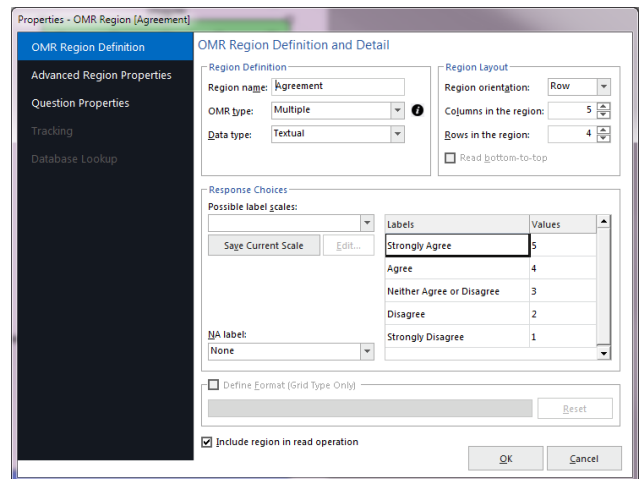 Properties - OMR Region [Agreement]
OMR Region Definition
Advanced Region Properties
Question Properties
Tracking
Database Lookup
OMR Region Definition and Detail
Region Definition
Region name: Agreement
OMR type: Multiple
Data type: Textual
Region Layout
Region orientation: Row
Columns in the region: 5
Rows in the region: 4
Read bottom-to-top
Response Choices
Possible label scales:
Save Current Scale Edit...
NA label:
None
Labels Values
Strongly Agree 5
Agree 4
Neither Agree or Disagree 3
Disagree 2
Strongly Disagree 1
Define Format (Grid Type Only)
Reset
Include region in read operation
OK Cancel